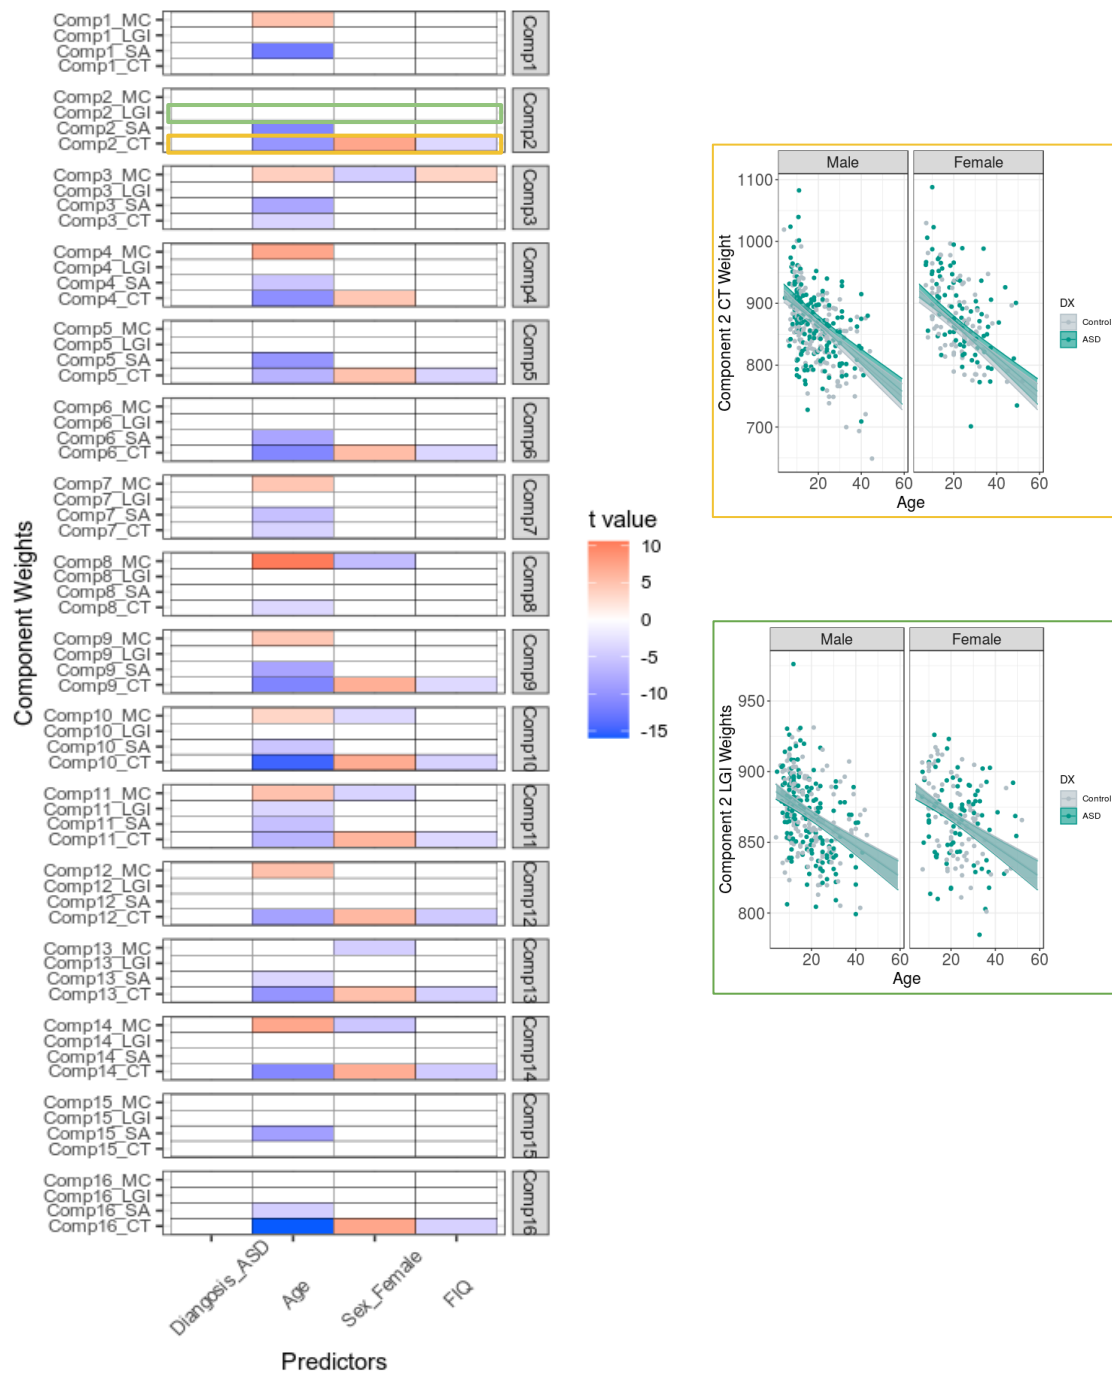 Component Weights
Comp1_MC
Comp1_LGI
Comp1_SA
Comp1_CT
Comp1
Comp2_MC
Comp2_LGI
Comp2_SA
Comp2_CT
Comp2
Comp3_MC
Comp3_LGI
Comp3_SA
Comp3_CT
Comp3
Comp4_MC
Comp4_LGI
Comp4_SA
Comp4_CT
Comp4
Comp5_MC
Comp5_LGI
Comp5_SA
Comp5_CT
Comp5
Comp6_MC
Comp6_LGI
Comp6_SA
Comp6_CT
Comp6
Comp7_MC
Comp7_LGI
Comp7_SA
Comp7_CT
Comp7
Comp8_MC
Comp8_LGI
Comp8_SA
Comp8_CT
Comp8
Comp9_MC
Comp9_LGI
Comp9_SA
Comp9_CT
Comp9
Comp10_MC
Comp10_LGI
Comp10_SA
Comp10_CT
Comp10
Comp11_MC
Comp11_LGI
Comp11_SA
Comp11_CT
Comp11
Comp12_MC
Comp12_LGI
Comp12_SA
Comp12_CT
Comp12
Comp13_MC
Comp13_LGI
Comp13_SA
Comp13_CT
Comp13
Comp14_MC
Comp14_LGI
Comp14_SA
Comp14_CT
Comp14
Comp15_MC
Comp15_LGI
Comp15_SA
Comp15_CT
Comp15
Comp16_MC
Comp16_LGI
Comp16_SA
Comp16_CT
Comp16
Diangosis_ASD
Age
Sex_Female
FIQ
Predictors
t value
10
5
0
-5
-10
-15
Male
Female
Component 2 CT Weight
1100
1000
900
800
700
20 40 60
20 40 60
Age
DX
Control
ASD
Male
Female
Component 2 LGI Weights
950
900
850
800
20 40 60
20 40 60
Age
DX
Control
ASD